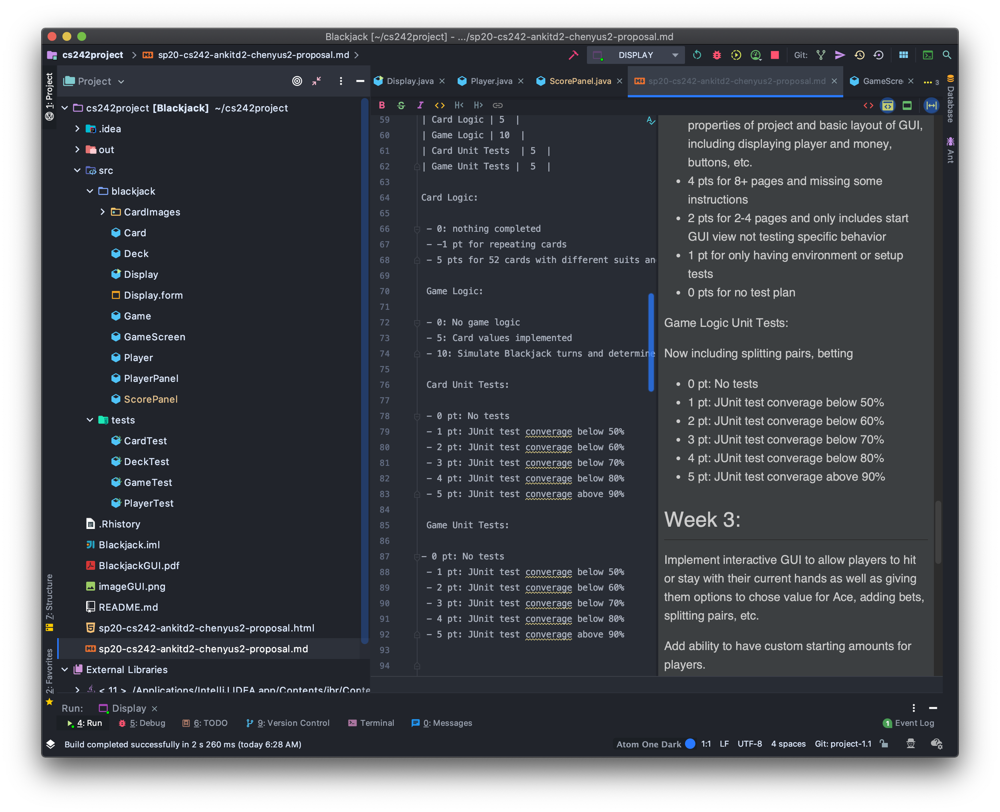 Blackjack [~/cs242project] - .../sp20-cs242-ankitd2-chenyus2-proposal.md
cs242project
sp20-cs242-ankitd2-chenyus2-proposal.md
DISPLAY
Git:
1: Project
7: Structure
2: Favorites
Project
cs242project [Blackjack] ~/cs242project
.idea
out
src
blackjack
CardImages
Card
Deck
Display
Display.form
Game
GameScreen
Player
PlayerPanel
ScorePanel
tests
CardTest
DeckTest
GameTest
PlayerTest
.Rhistory
Blackjack.iml
BlackjackGUI.pdf
imageGUI.png
README.md
sp20-cs242-ankitd2-chenyus2-proposal.html
sp20-cs242-ankitd2-chenyus2-proposal.md
External Libraries
< 11 > /Applications/IntelliJ IDEA.app/Contents/jbr/Conte
Display.java
Player.java
ScorePanel.java
sp20-cs242-ankitd2-chenyus2-proposal.md
GameScre
3
B S I <> H< H>
59 | Card Logic | 5 |
60 | Game Logic | 10 |
61 | Card Unit Tests | 5 |
62 | Game Unit Tests | 5 |
63
64 Card Logic:
65
66 - 0: nothing completed
67 - -1 pt for repeating cards
68 - 5 pts for 52 cards with different suits an
69
70 Game Logic:
71
72 - 0: No game logic
73 - 5: Card values implemented
74 - 10: Simulate Blackjack turns and determine
75
76 Card Unit Tests:
77
78 - 0 pt: No tests
79 - 1 pt: JUnit test converage below 50%
80 - 2 pt: JUnit test converage below 60%
81 - 3 pt: JUnit test converage below 70%
82 - 4 pt: JUnit test converage below 80%
83 - 5 pt: JUnit test converage above 90%
84
85 Game Unit Tests:
86
87 - 0 pt: No tests
88 - 1 pt: JUnit test converage below 50%
89 - 2 pt: JUnit test converage below 60%
90 - 3 pt: JUnit test converage below 70%
91 - 4 pt: JUnit test converage below 80%
92 - 5 pt: JUnit test converage above 90%
93
94
properties of project and basic layout of GUI,
including displaying player and money,
buttons, etc.
• 4 pts for 8+ pages and missing some
instructions
• 2 pts for 2-4 pages and only includes start
GUI view not testing specific behavior
• 1 pt for only having environment or setup
tests
• 0 pts for no test plan
Game Logic Unit Tests:
Now including splitting pairs, betting
• 0 pt: No tests
• 1 pt: JUnit test converage below 50%
• 2 pt: JUnit test converage below 60%
• 3 pt: JUnit test converage below 70%
• 4 pt: JUnit test converage below 80%
• 5 pt: JUnit test converage above 90%
Week 3:
Implement interactive GUI to allow players to hit
or stay with their current hands as well as giving
them options to chose value for Ace, adding bets,
splitting pairs, etc.
Add ability to have custom starting amounts for
players.
Database
Ant
Run: Display
4: Run
5: Debug
6: TODO
9: Version Control
Terminal
0: Messages
1 Event Log
Build completed successfully in 2 s 260 ms (today 6:28 AM)
Atom One Dark
1:1
LF
UTF-8
4 spaces
Git: project-1.1